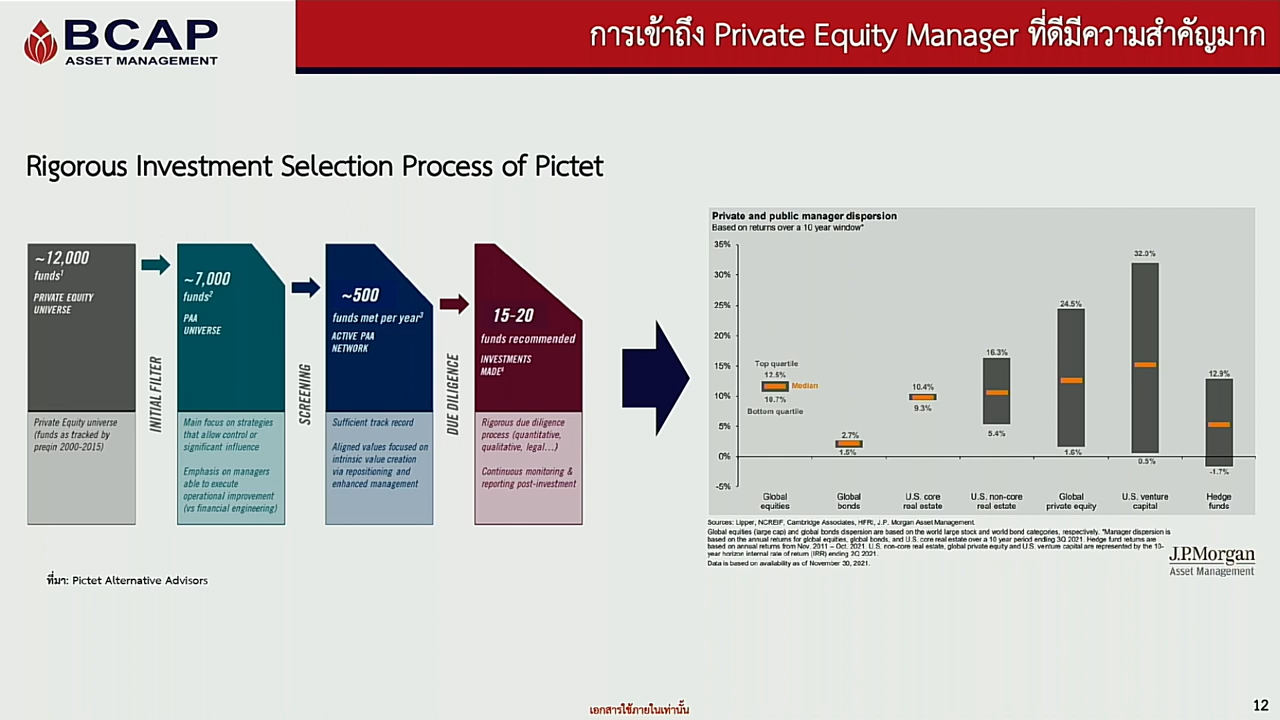 BCAP
ASSET MANAGEMENT
การเข้าถึง Private Equity Manager ที่ดีมีความสำคัญมาก
Rigorous Investment Selection Process of Pictet
~12,000
funds¹
PRIVATE EQUITY
UNIVERSE
Private Equity universe
(funds as tracked by
preqin 2000-2015)
INITIAL FILTER
~7,000
funds²
PAA
UNIVERSE
Main focus on strategies
that allow control or
significant influence
Emphasis on managers
able to execute
operational improvement
(vs financial engineering)
SCREENING
~500
funds met per year³
ACTIVE PAA
NETWORK
Sufficient track record
Aligned values focused on
intrinsic value creation
via repositioning and
enhanced management
DUE DILIGENCE
15-20
funds recommended
INVESTMENTS
MADE⁴
Rigorous due diligence
process (quantitative,
qualitative, legal...)
Continuous monitoring &
reporting post-investment
ที่มา: Pictet Alternative Advisors
Private and public manager dispersion
Based on returns over a 10 year window*
35%
30%
25%
20%
15%
10%
5%
0%
-5%
Top quartile
12.5%
Median
10.7%
Bottom quartile
2.7%
1.5%
10.4%
9.3%
16.3%
5.4%
24.5%
1.6%
32.0%
0.5%
12.9%
-1.7%
Global
equities
Global
bonds
U.S. core
real estate
U.S. non-core
real estate
Global
private equity
U.S. venture
capital
Hedge
funds
Sources: Lipper, NCREIF, Cambridge Associates, HFRI, J.P. Morgan Asset Management.
Global equities (large cap) and global bonds dispersion are based on the world large stock and world bond categories, respectively. *Manager dispersion is
based on the annual returns for global equities, global bonds, and U.S. core real estate over a 10 year period ending 3Q 2021. Hedge fund returns are
based on annual returns from Nov. 2011 – Oct. 2021. U.S. non-core real estate, global private equity and U.S. venture capital are represented by the 10-
year horizon internal rate of return (IRR) ending 2Q 2021.
Data is based on availability as of November 30, 2021.
J.P.Morgan
Asset Management
เอกสารใช้ภายในเท่านั้น
12